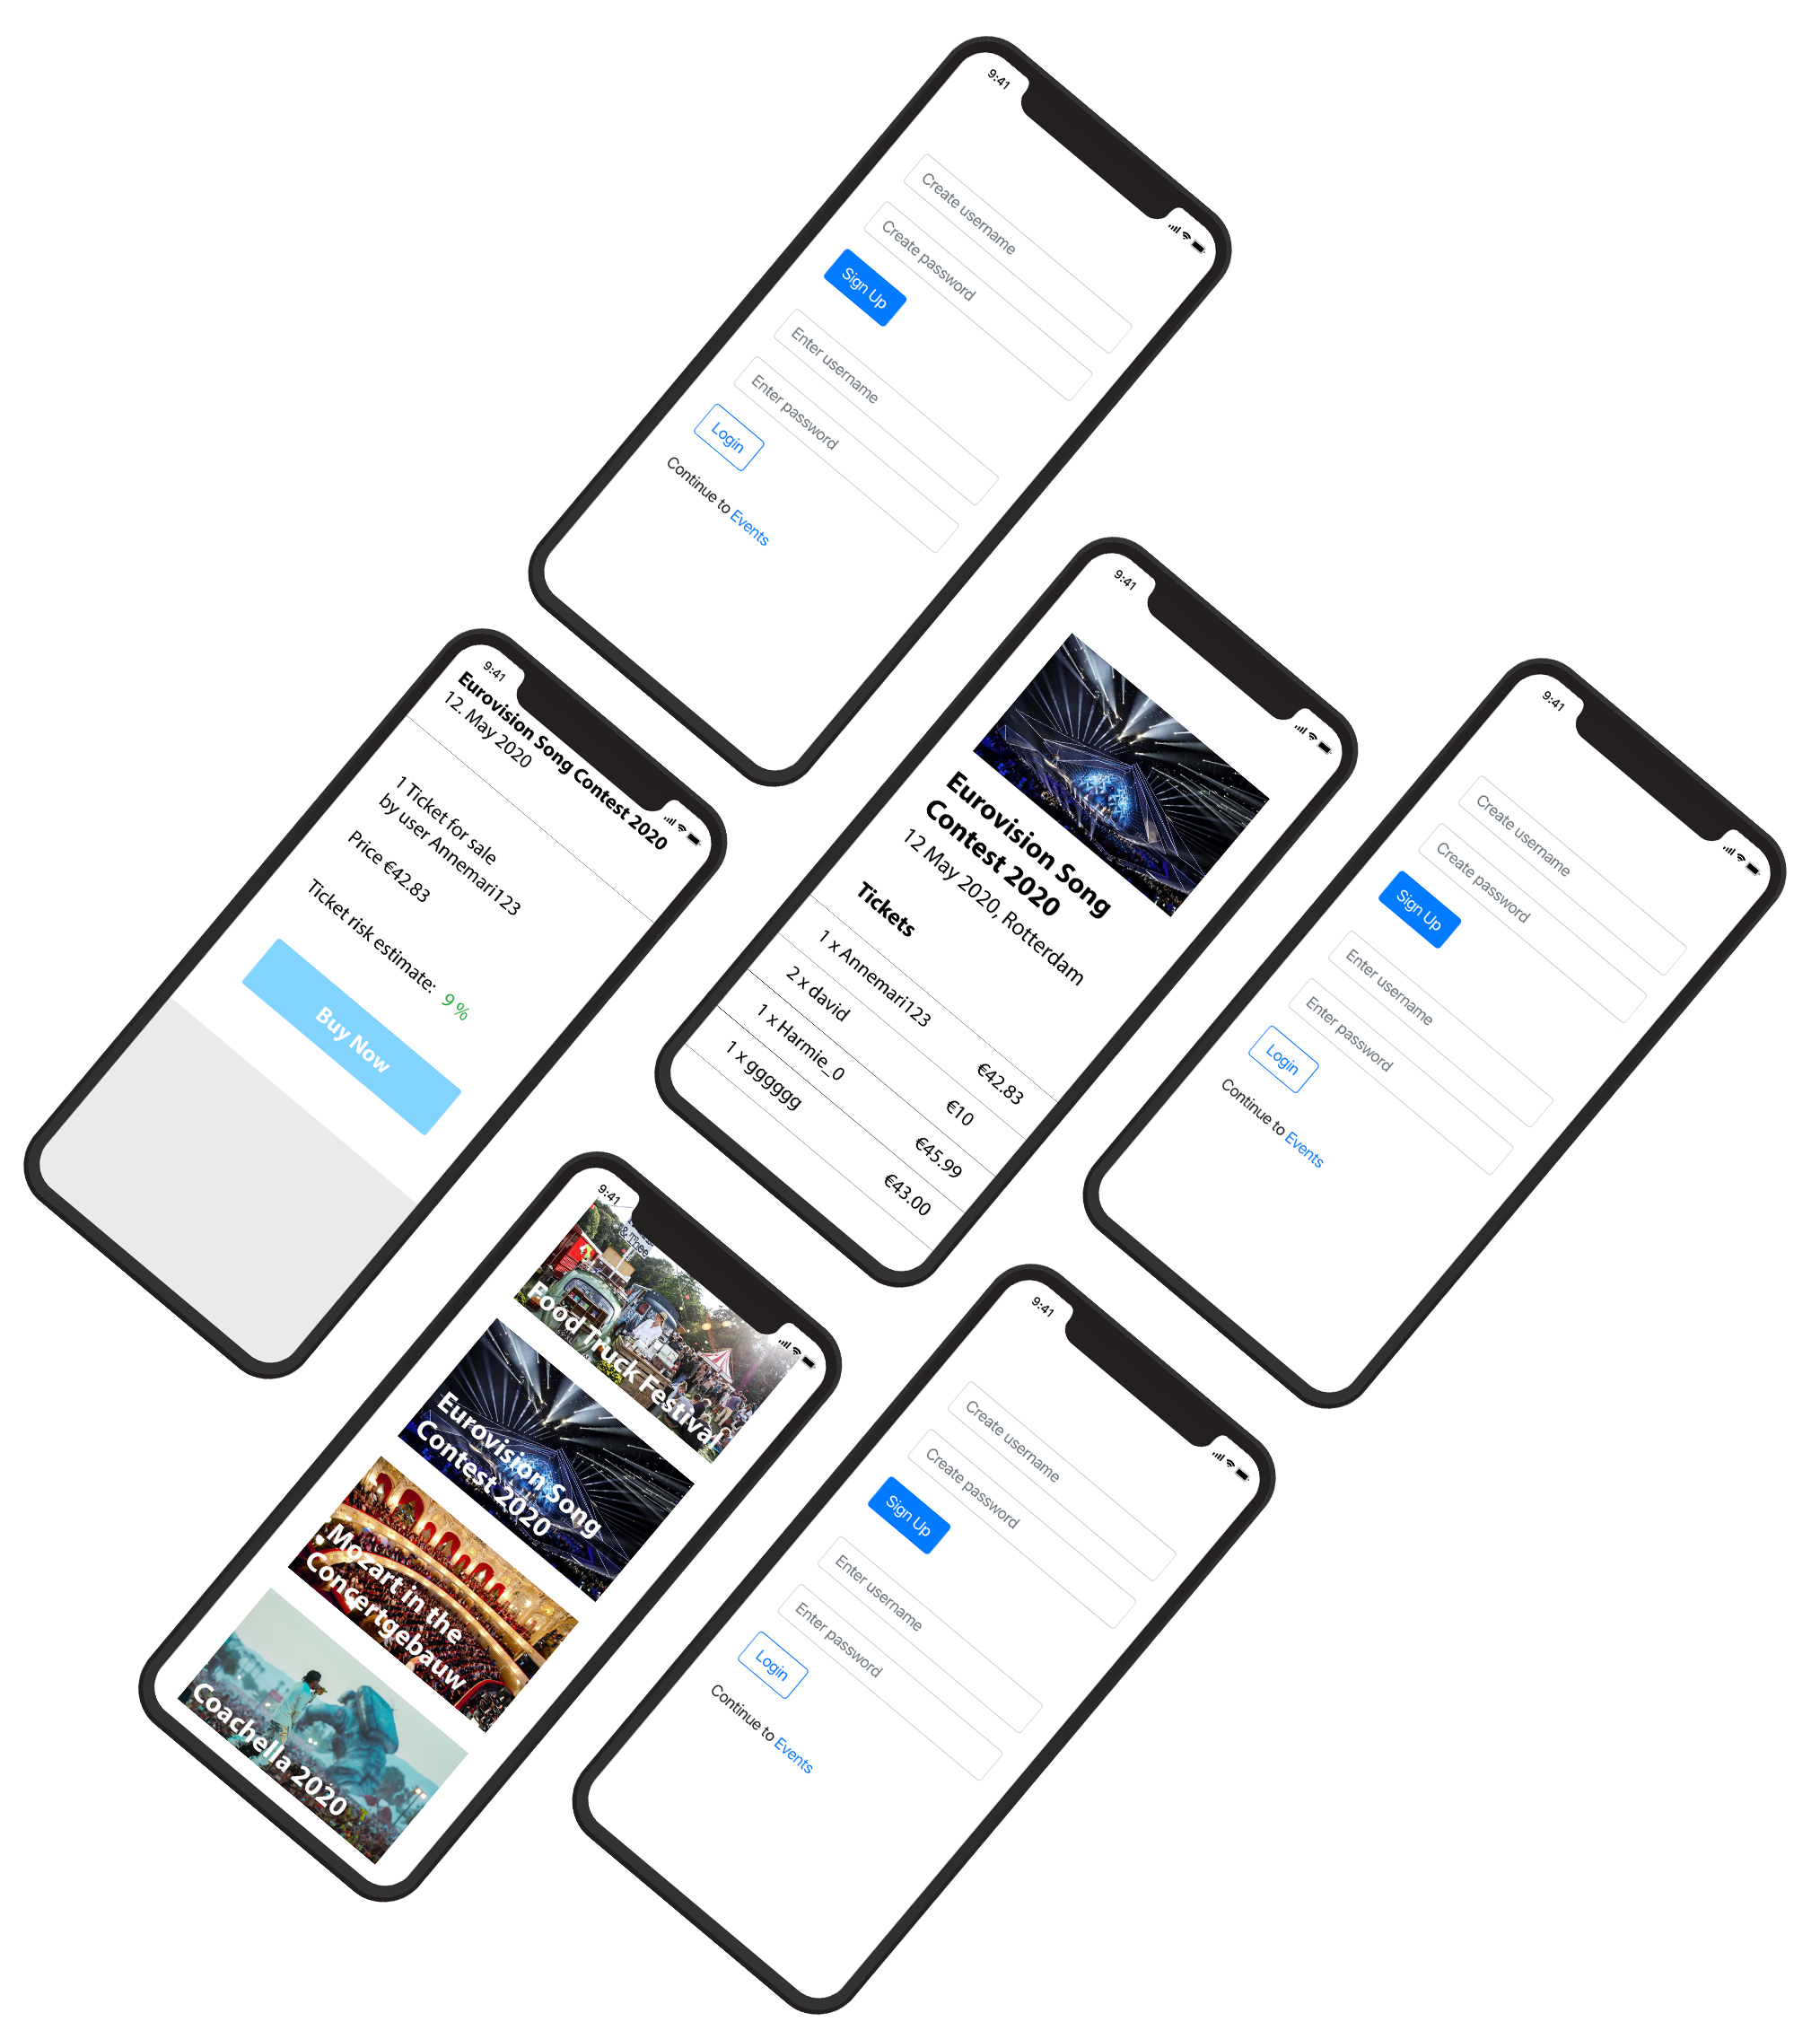 9:41
Create username
Create password
Sign Up
Enter username
Enter password
Login
Continue to Events
9:41
Eurovision Song Contest 2020
12. May 2020
1 Ticket for sale
by user Annemari123
Price €42.83
Ticket risk estimate: 9 %
Buy Now
9:41
Eurovision Song
Contest 2020
12 May 2020, Rotterdam
Tickets
1 x Annemari123 €42.83
2 x david €10
1 x Harmie_0 €45.99
1 x gggggg €43.00
9:41
Create username
Create password
Sign Up
Enter username
Enter password
Login
Continue to Events
9:41
& Thee
Food Truck Festival
Eurovision Song
Contest 2020
Mozart in the
Concertgebauw
Coachella 2020
9:41
Create username
Create password
Sign Up
Enter username
Enter password
Login
Continue to Events